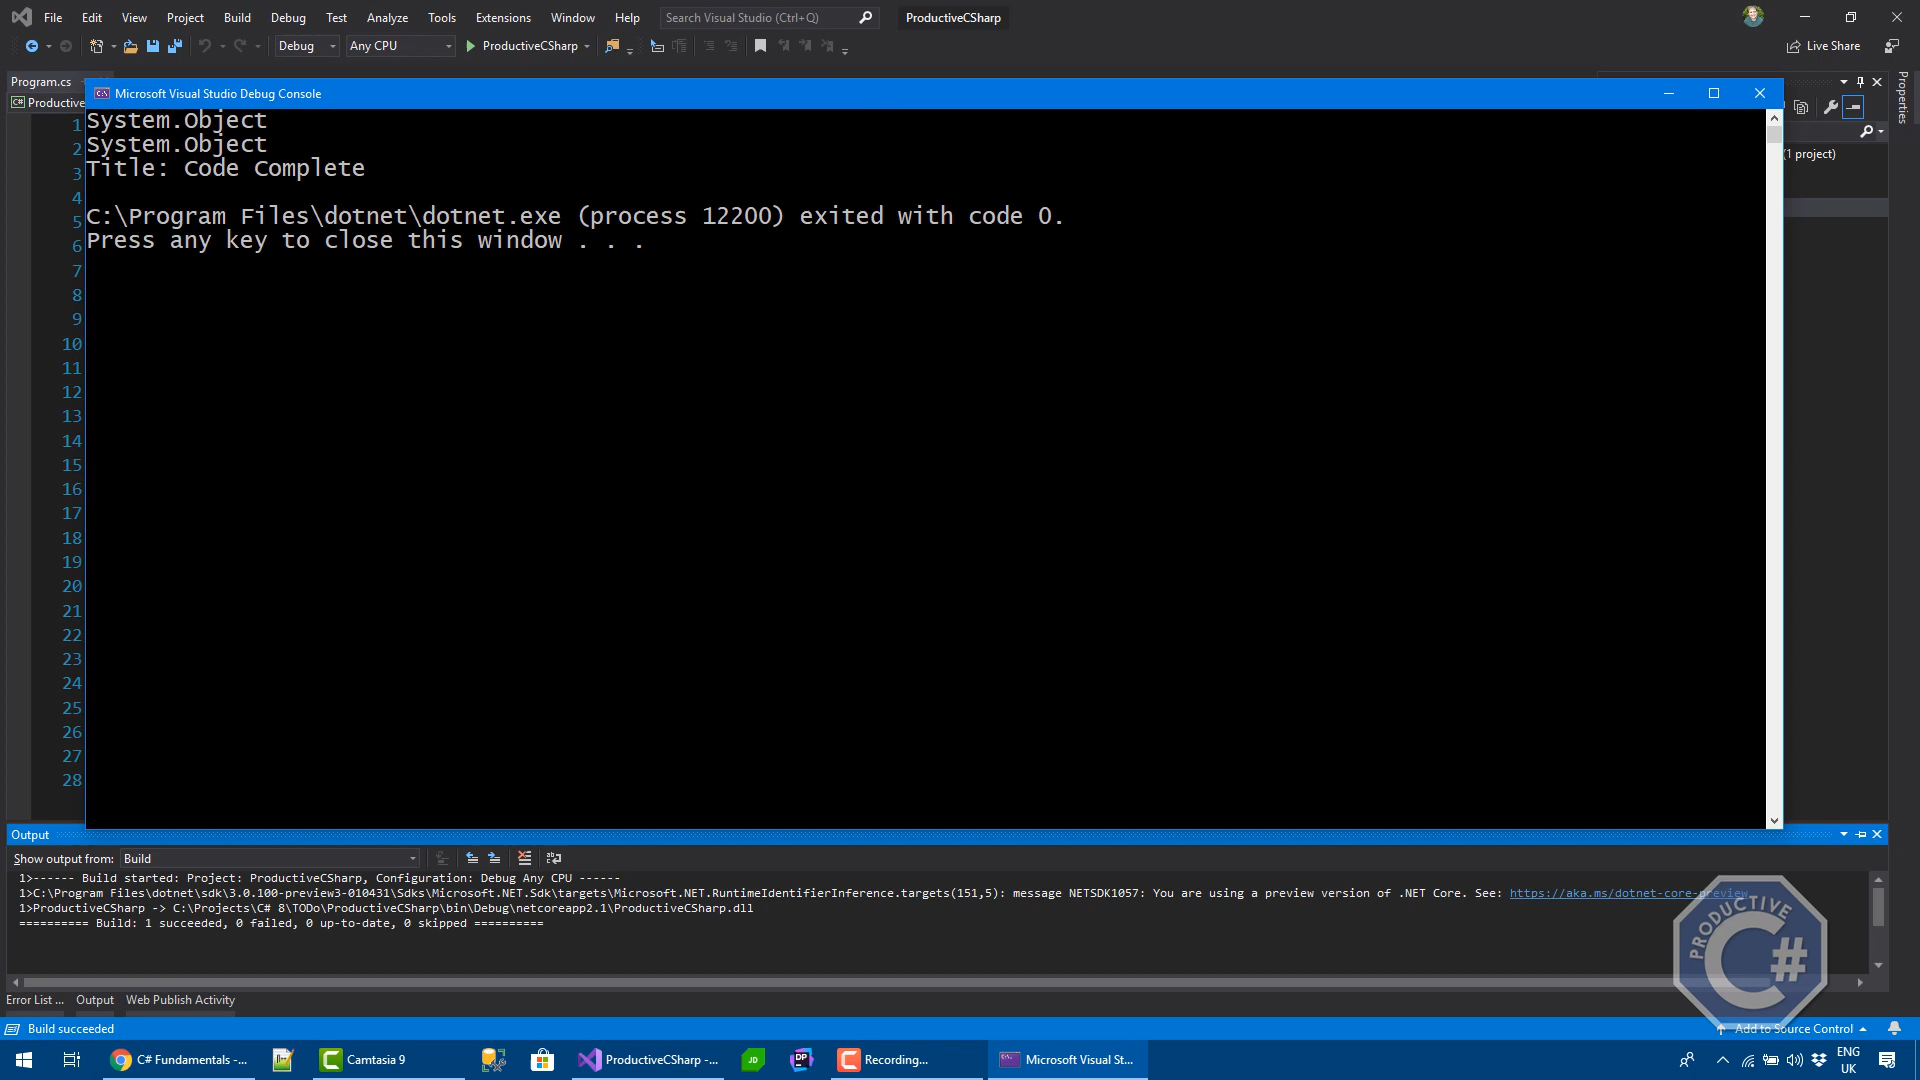 File Edit View Project Build Debug Test Analyze Tools Extensions Window Help Search Visual Studio (Ctrl+Q) ProductiveCSharp
Debug Any CPU ProductiveCSharp Live Share
Program.cs
C# Productive
Microsoft Visual Studio Debug Console
Properties
(1 project)
1
2
3
4
5
6
7
8
9
10
11
12
13
14
15
16
17
18
19
20
21
22
23
24
25
26
27
28
System.Object
System.Object
Title: Code Complete
C:\Program Files\dotnet\dotnet.exe (process 12200) exited with code 0.
Press any key to close this window . . .
Output
Show output from: Build
1>------ Build started: Project: ProductiveCSharp, Configuration: Debug Any CPU ------
1>C:\Program Files\dotnet\sdk\3.0.100-preview3-010431\Sdks\Microsoft.NET.Sdk\targets\Microsoft.NET.RuntimeIdentifierInference.targets(151,5): message NETSDK1057: You are using a preview version of .NET Core. See: https://aka.ms/dotnet-core-preview
1>ProductiveCSharp -> C:\Projects\C# 8\TODo\ProductiveCSharp\bin\Debug\netcoreapp2.1\ProductiveCSharp.dll
========== Build: 1 succeeded, 0 failed, 0 up-to-date, 0 skipped ==========
PRODUCTIVE
C#
Error List ... Output Web Publish Activity
Build succeeded Add to Source Control
C# Fundamentals -... Camtasia 9 ProductiveCSharp -... JD DP Recording... Microsoft Visual St... ENG
UK